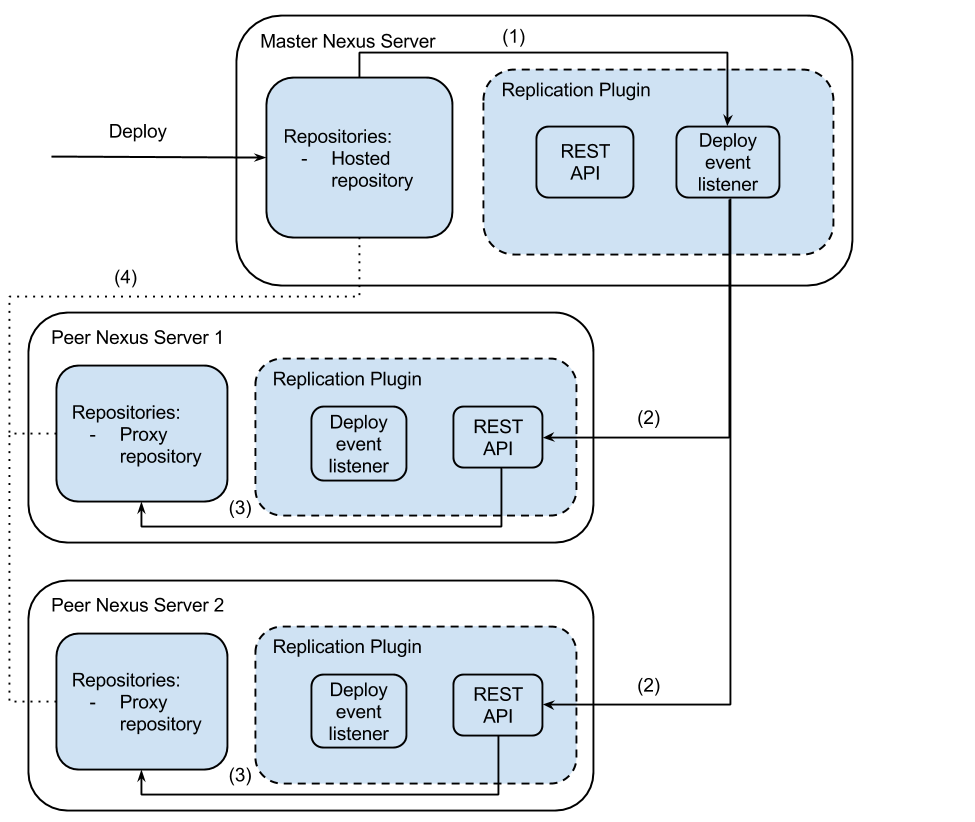 Master Nexus Server
(1)
Replication Plugin
Deploy
Repositories:
- Hosted
repository
REST
API
Deploy
event
listener
(4)
Peer Nexus Server 1
Replication Plugin
Repositories:
- Proxy
repository
Deploy
event
listener
REST
API
(2)
(3)
Peer Nexus Server 2
Replication Plugin
Repositories:
- Proxy
repository
Deploy
event
listener
REST
API
(2)
(3)